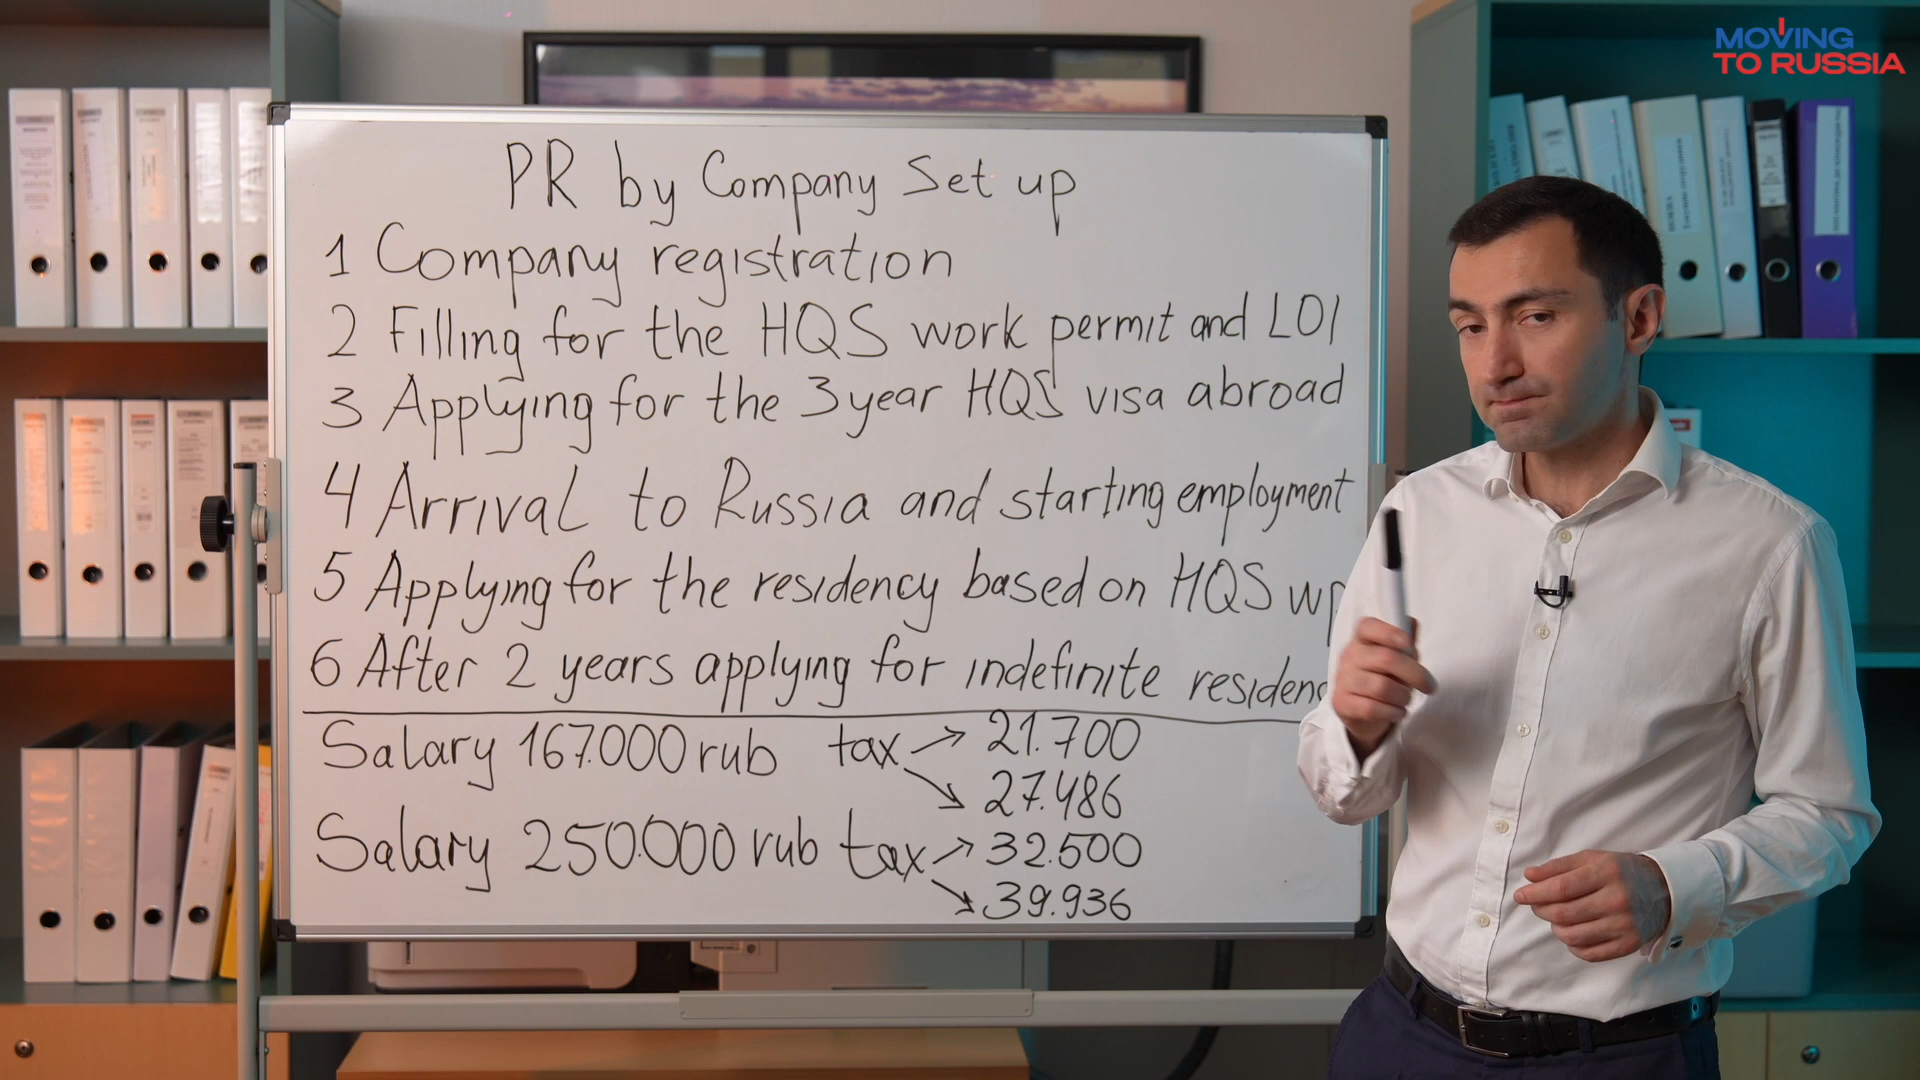 MOVING
TO RUSSIA
PR by Company Set up
1 Company registration
2 Filling for the HQS work permit and LOI
3 Applying for the 3 year HQS visa abroad
4 Arrival to Russia and starting employment
5 Applying for the residency based on HQS wp
6 After 2 years applying for indefinite residenc
Salary 167.000 rub tax → 21.700
↘ 27.486
Salary 250.000 rub tax → 32.500
↘ 39.936